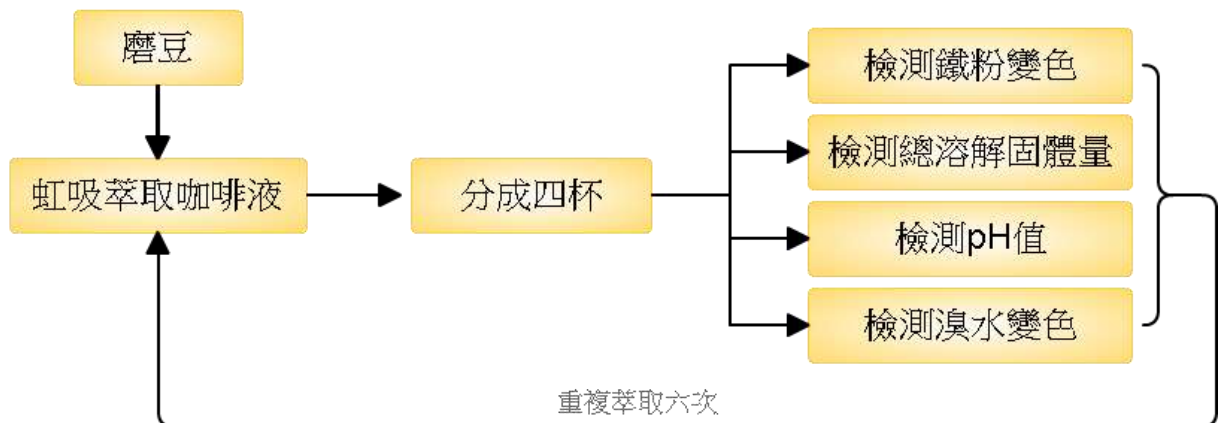 磨豆
虹吸萃取咖啡液
分成四杯
檢測鐵粉變色
檢測總溶解固體量
檢測pH值
檢測溴水變色
重複萃取六次